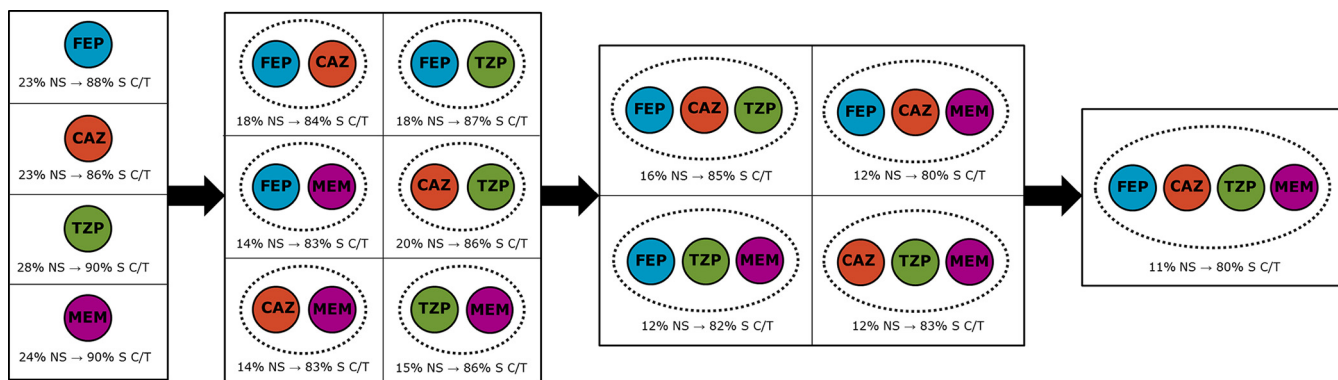 FEP
23% NS → 88% S C/T
CAZ
23% NS → 86% S C/T
TZP
28% NS → 90% S C/T
MEM
24% NS → 90% S C/T
FEP CAZ
18% NS → 84% S C/T
FEP TZP
18% NS → 87% S C/T
FEP MEM
14% NS → 83% S C/T
CAZ TZP
20% NS → 86% S C/T
CAZ MEM
14% NS → 83% S C/T
TZP MEM
15% NS → 86% S C/T
FEP CAZ TZP
16% NS → 85% S C/T
FEP CAZ MEM
12% NS → 80% S C/T
FEP TZP MEM
12% NS → 82% S C/T
CAZ TZP MEM
12% NS → 83% S C/T
FEP CAZ TZP MEM
11% NS → 80% S C/T